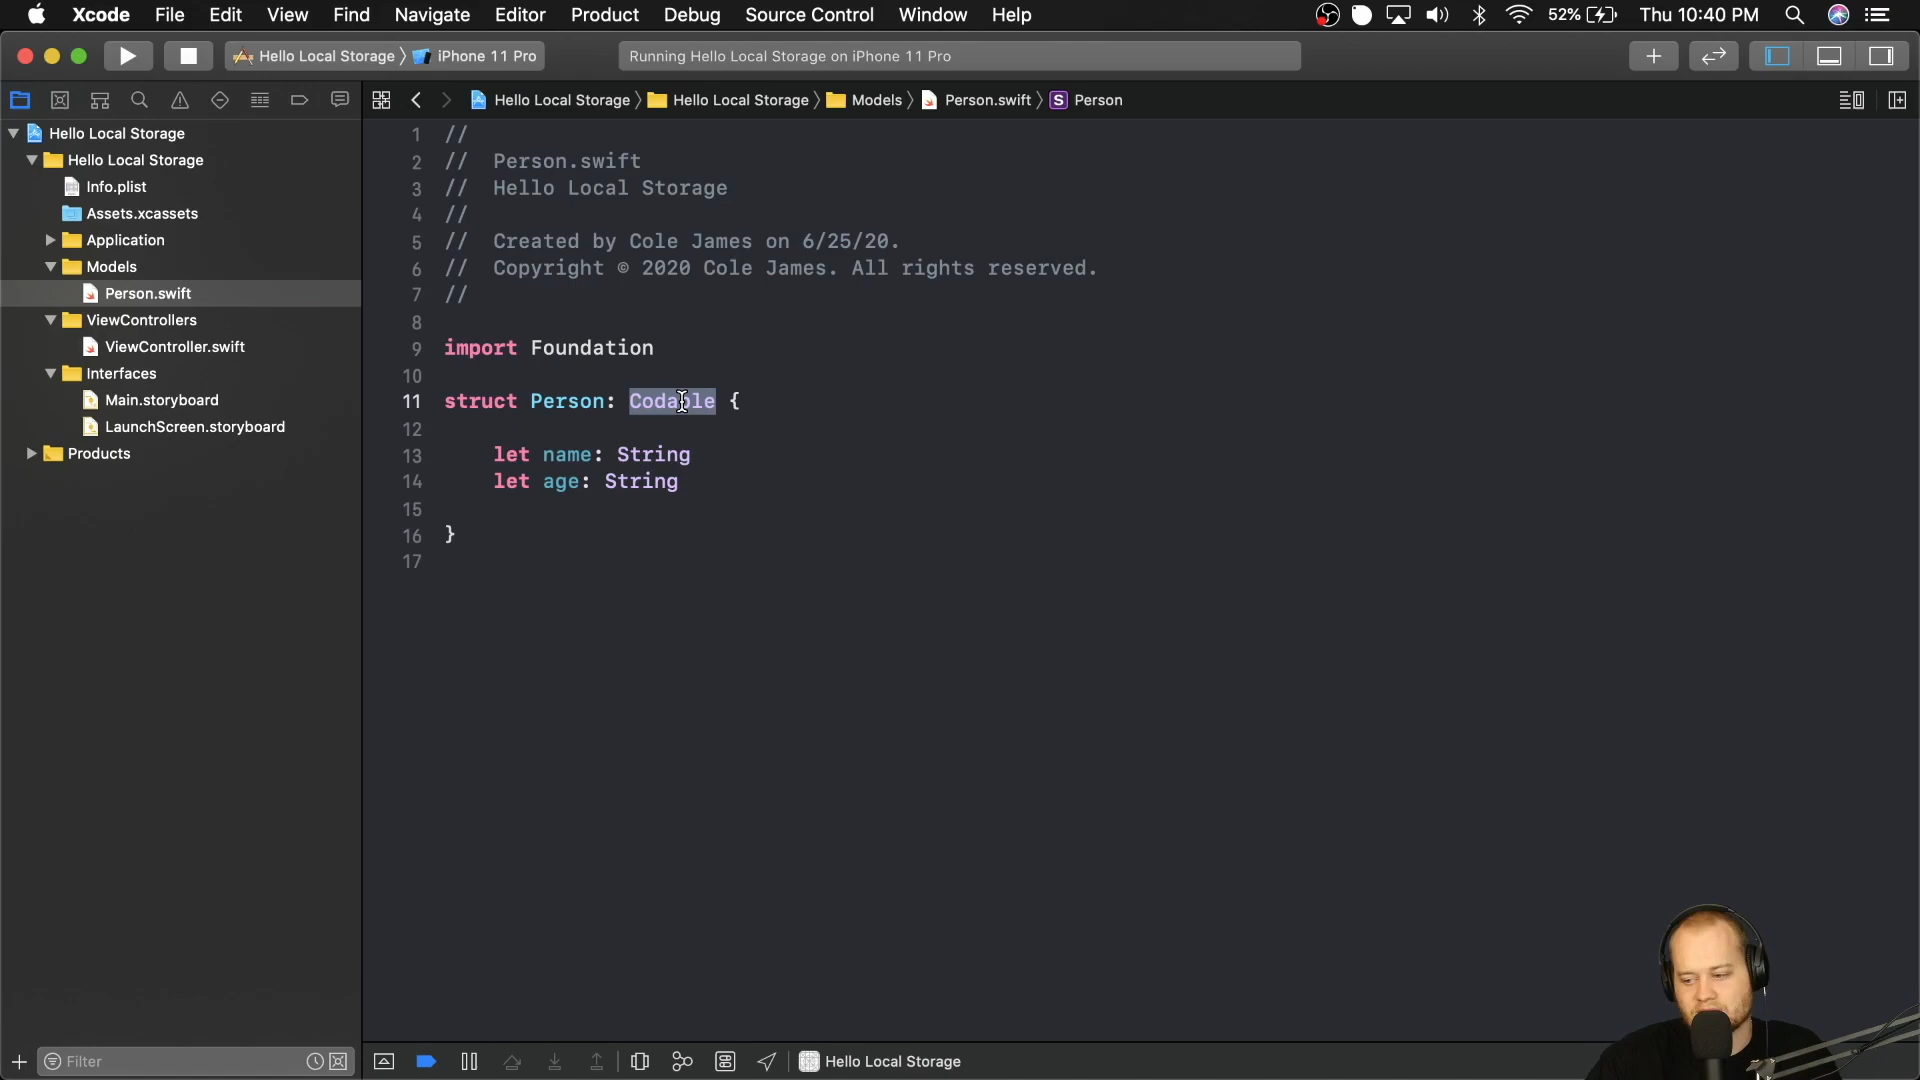 Xcode File Edit View Find Navigate Editor Product Debug Source Control Window Help 52% Thu 10:40 PM
Hello Local Storage iPhone 11 Pro Running Hello Local Storage on iPhone 11 Pro
Hello Local Storage Hello Local Storage Models Person.swift S Person
Hello Local Storage
Hello Local Storage
Info.plist
Assets.xcassets
Application
Models
Person.swift
ViewControllers
ViewController.swift
Interfaces
Main.storyboard
LaunchScreen.storyboard
Products
1 //
2 // Person.swift
3 // Hello Local Storage
4 //
5 // Created by Cole James on 6/25/20.
6 // Copyright © 2020 Cole James. All rights reserved.
7 //
8
9 import Foundation
10
11 struct Person: Codable {
12
13 let name: String
14 let age: String
15
16 }
17
Filter
Hello Local Storage